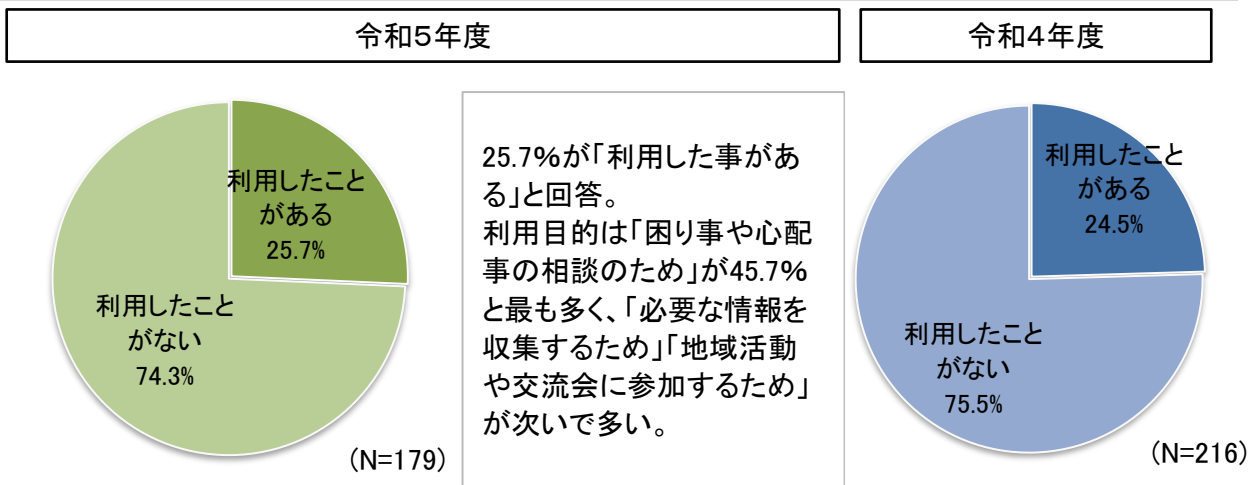 令和５年度
利用したこと
がある
25.7%
利用したこと
がない
74.3%
(N=179)
25.7%が「利用した事があ
る」と回答。
利用目的は「困り事や心配
事の相談のため」が45.7%
と最も多く、「必要な情報を
収集するため」「地域活動
や交流会に参加するため」
が次いで多い。
令和４年度
利用したこと
がある
24.5%
利用したこと
がない
75.5%
(N=216)